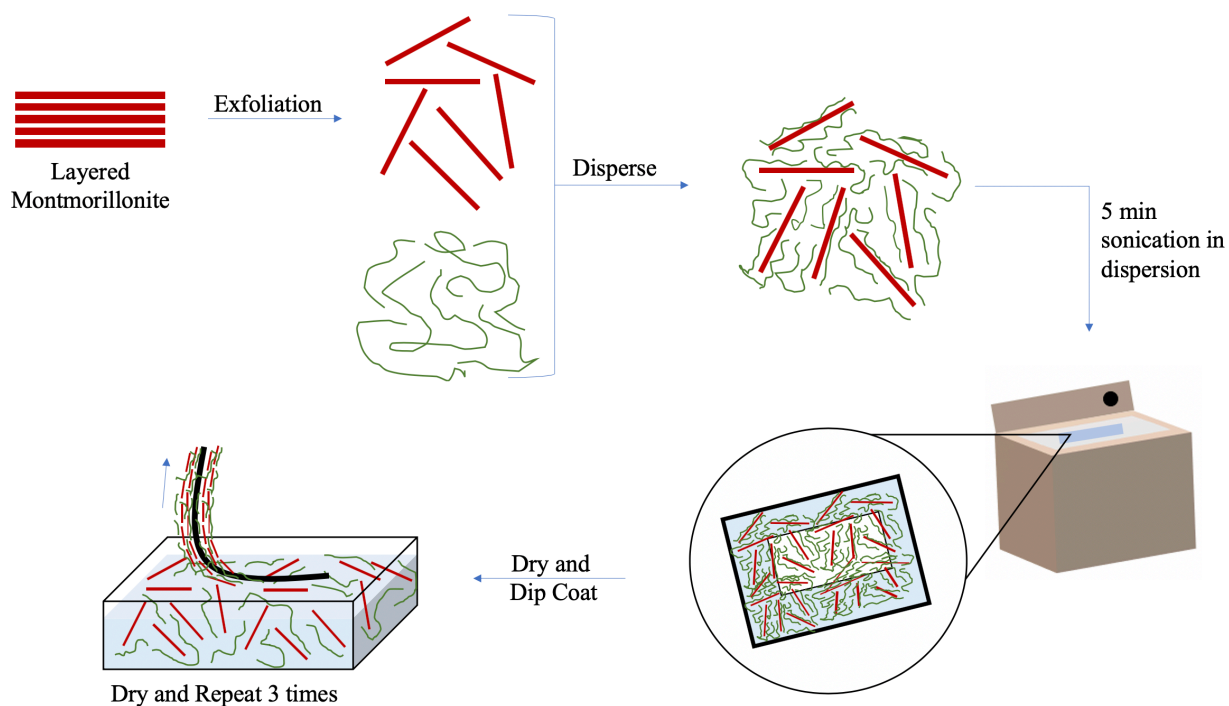 Layered
Montmorillonite
Exfoliation
Disperse
5 min
sonication in
dispersion
Dry and
Dip Coat
Dry and Repeat 3 times